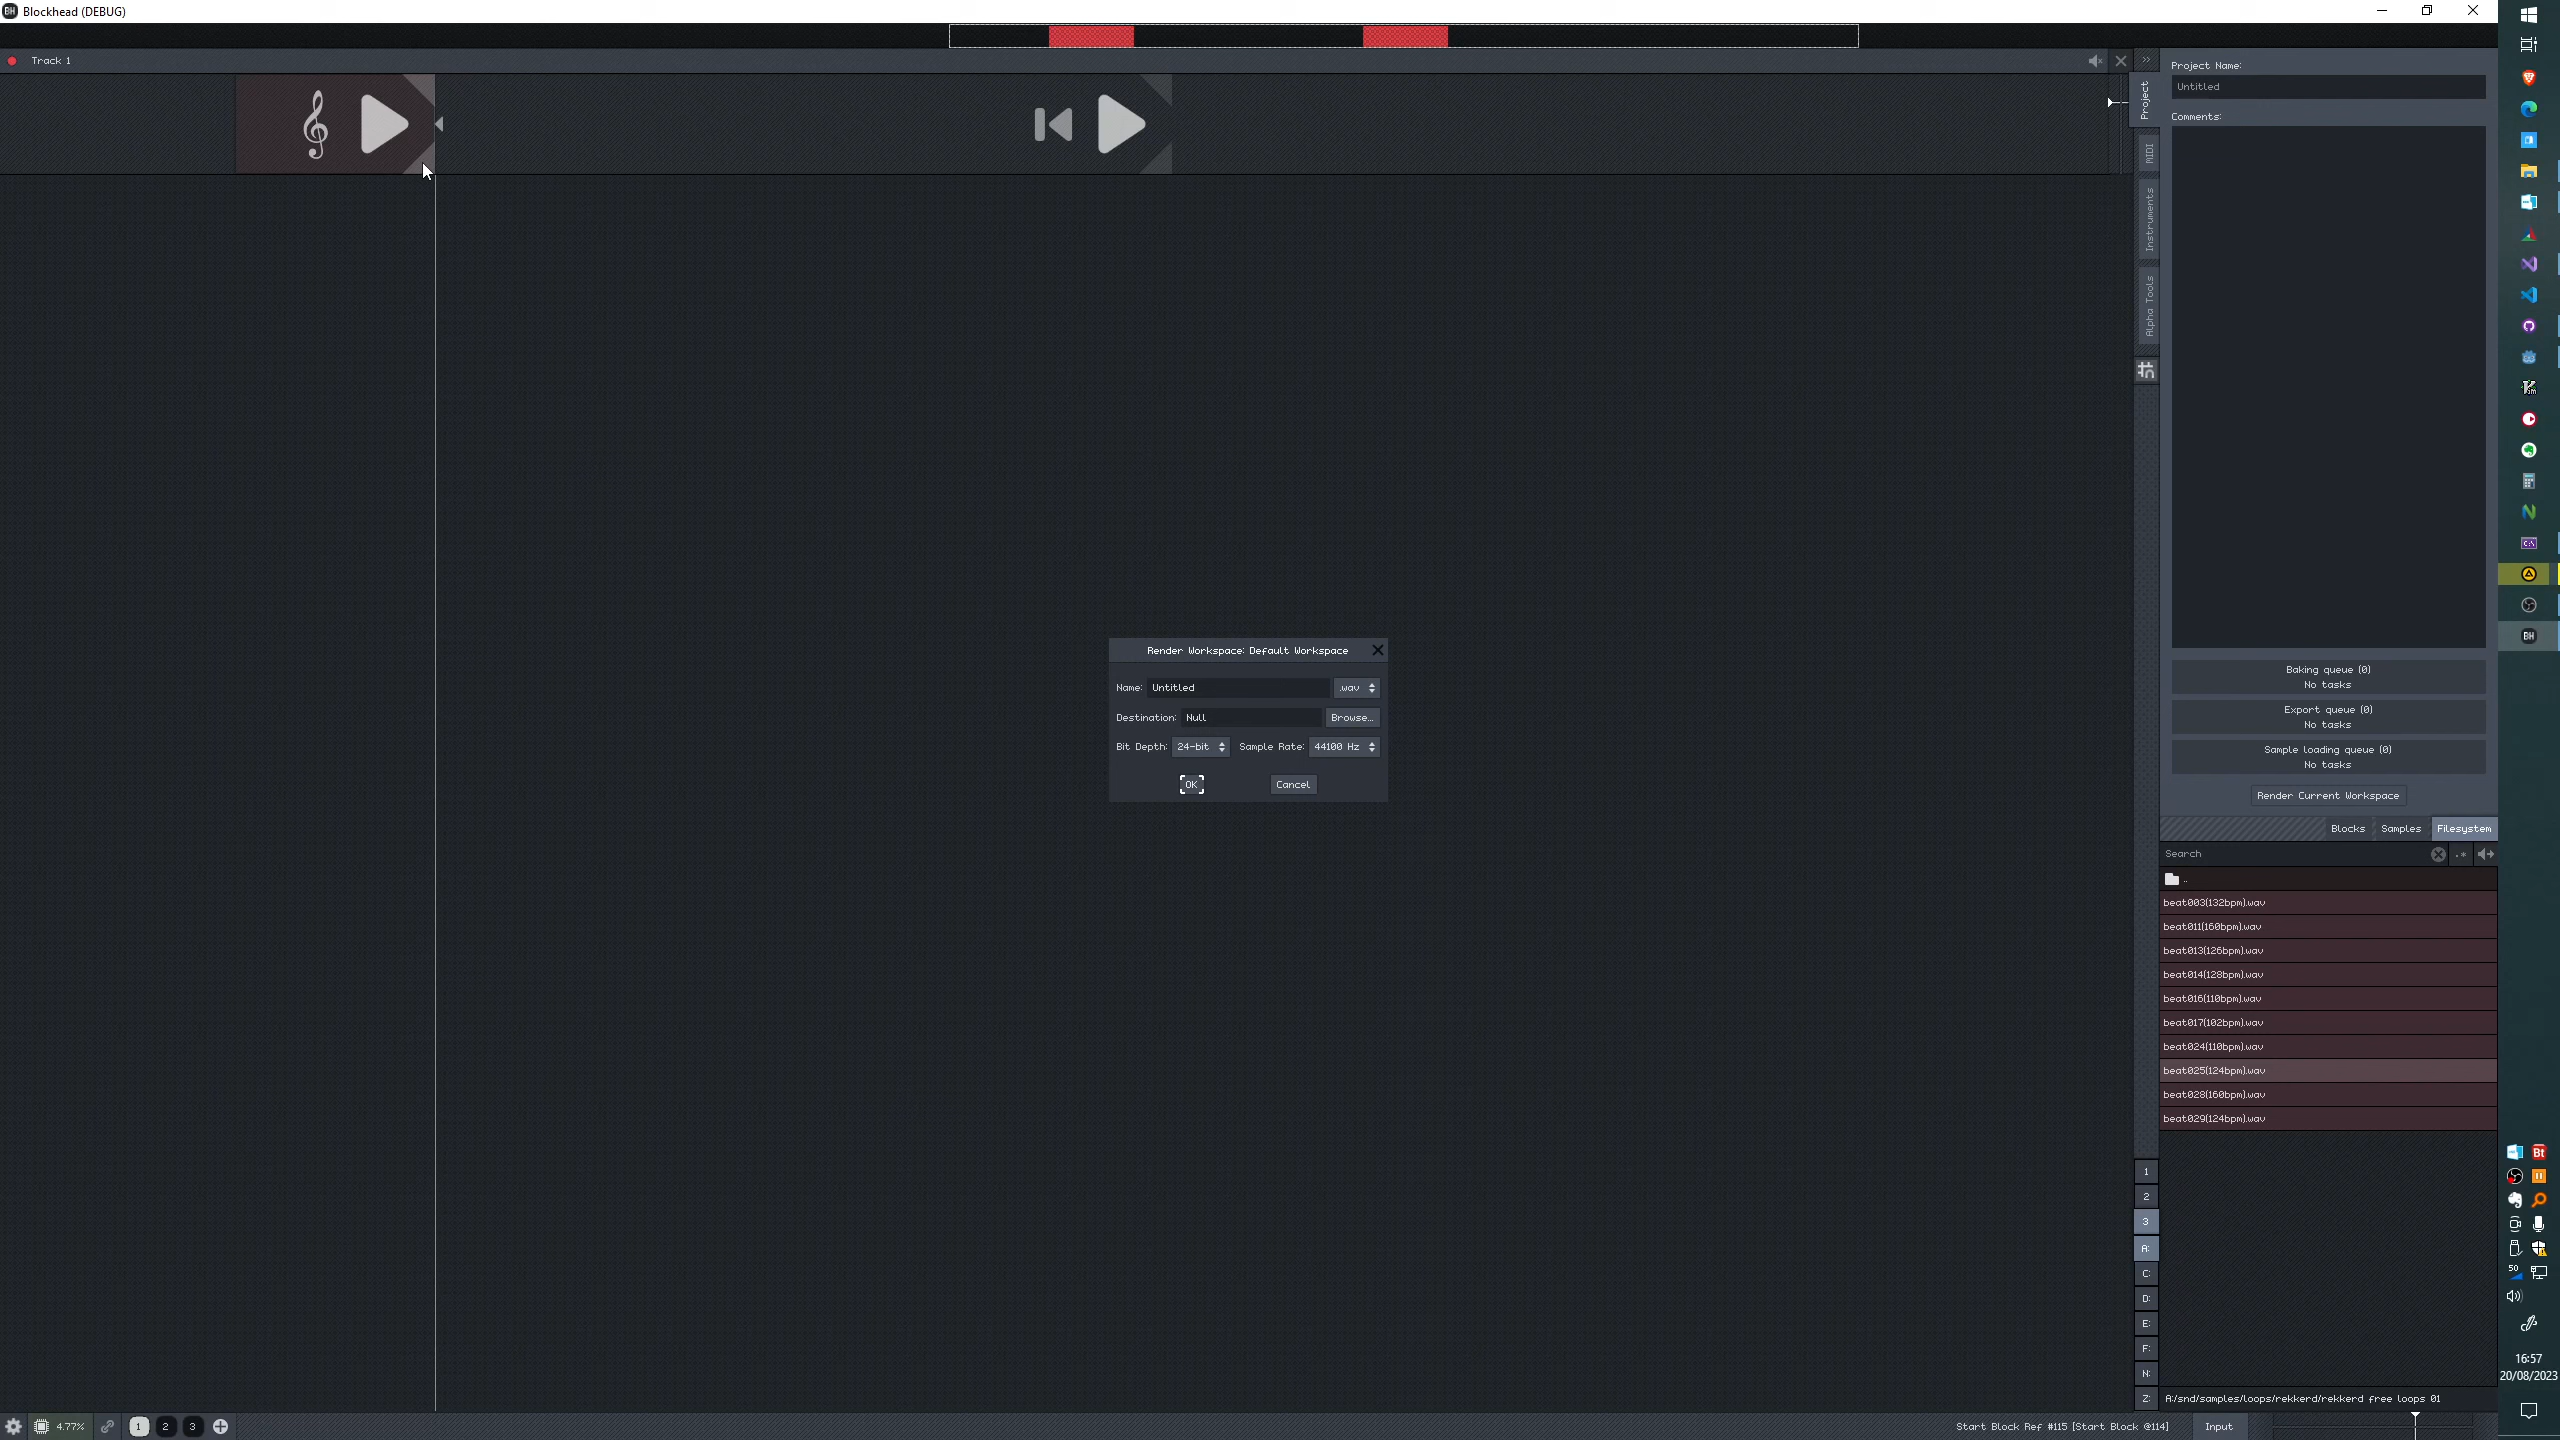 Blockhead (DEBUG)
Track 1
Project Name:
Untitled
Comments:
Project
MIDI
Instruments
Alpha Tools
Render Workspace: Default Workspace
Name: Untitled .wav
Destination: Null Browse...
Bit Depth: 24-bit Sample Rate: 44100 Hz
OK Cancel
Baking queue (0)
No tasks
Export queue (0)
No tasks
Sample loading queue (0)
No tasks
Render Current Workspace
Blocks Samples Filesystem
Search .*
..
beat003(132bpm).wav
beat011(160bpm).wav
beat013(126bpm).wav
beat014(128bpm).wav
beat016(110bpm).wav
beat017(102bpm).wav
beat024(110bpm).wav
beat025(124bpm).wav
beat028(160bpm).wav
beat029(124bpm).wav
1
2
3
A:
C:
D:
E:
F:
N:
Z:
A:/snd/samples/loops/rekkerd/rekkerd free loops 01
4.77% 1 2 3
Start Block Ref #115 [Start Block @114] Input
BH
Bt
50
16:57
20/08/2023